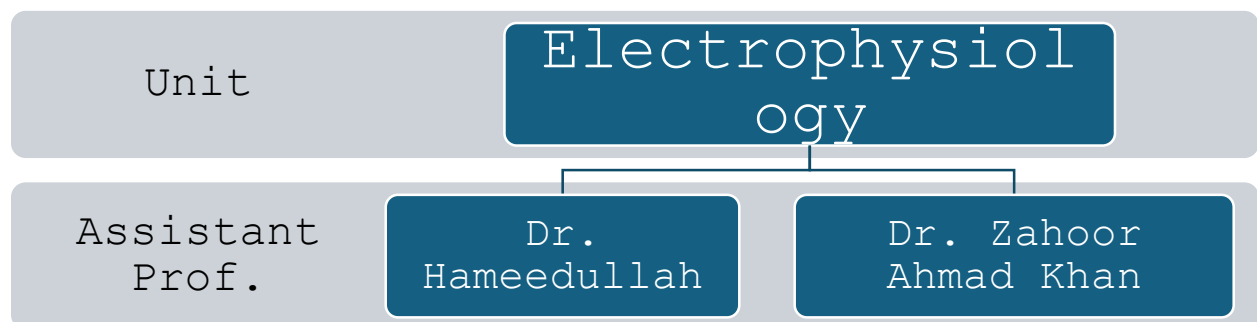 Unit
Electrophysiol
ogy
Assistant
Prof.
Dr.
Hameedullah
Dr. Zahoor
Ahmad Khan